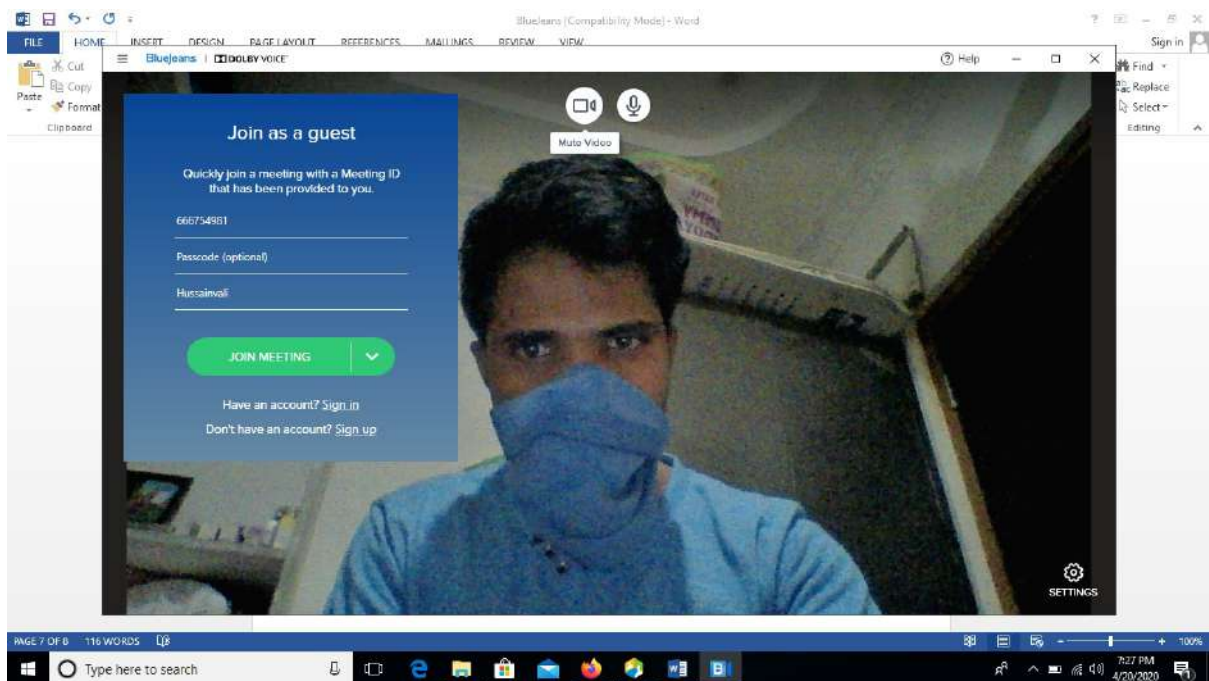 BlueJeans [Compatibility Mode] - Word
FILE HOME INSERT DESIGN PAGE LAYOUT REFERENCES MAILINGS REVIEW VIEW Sign in
Cut
Copy
Paste
Format
Clipboard
Find
Replace
Select
Editing
BlueJeans | DOLBY VOICE
Help
Mute Video
Join as a guest
Quickly join a meeting with a Meeting ID
that has been provided to you.
666754981
Passcode (optional)
Hussainvali
JOIN MEETING
Have an account? Sign in
Don't have an account? Sign up
SETTINGS
PAGE 7 OF 8 116 WORDS 100%
Type here to search
7:27 PM
4/20/2020